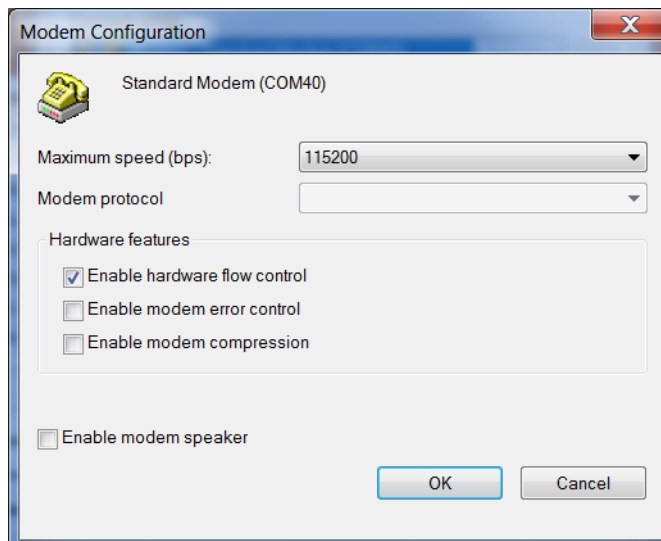 Modem Configuration
Standard Modem (COM40)
Maximum speed (bps): 115200
Modem protocol
Hardware features
Enable hardware flow control
Enable modem error control
Enable modem compression
Enable modem speaker
OK Cancel